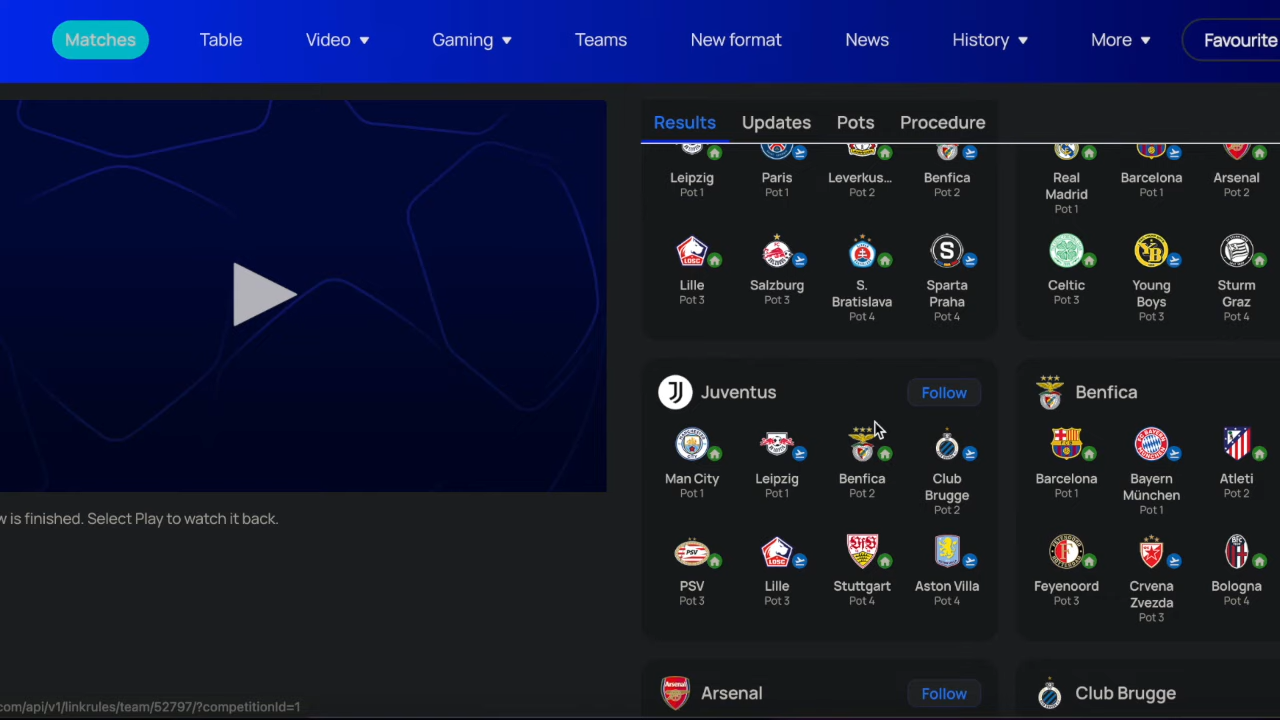 Matches Table Video Gaming Teams New format News History More Favourite
Results Updates Pots Procedure
Leipzig Paris Leverkus... Benfica
Pot 1 Pot 1 Pot 2 Pot 2
Lille Salzburg S. Bratislava Sparta Praha
Pot 3 Pot 3 Pot 4 Pot 4
Real Madrid Barcelona Arsenal
Pot 1 Pot 1 Pot 2
Celtic Young Boys Sturm Graz
Pot 3 Pot 3 Pot 4
Juventus Follow
Man City Leipzig Benfica Club Brugge
Pot 1 Pot 1 Pot 2 Pot 2
PSV Lille Stuttgart Aston Villa
Pot 3 Pot 3 Pot 4 Pot 4
Benfica
Barcelona Bayern München Atleti
Pot 1 Pot 1 Pot 2
Feyenoord Crvena Zvezda Bologna
Pot 3 Pot 3 Pot 4
Arsenal Follow
Club Brugge
w is finished. Select Play to watch it back.
com/api/v1/linkrules/team/52797/?competitionId=1